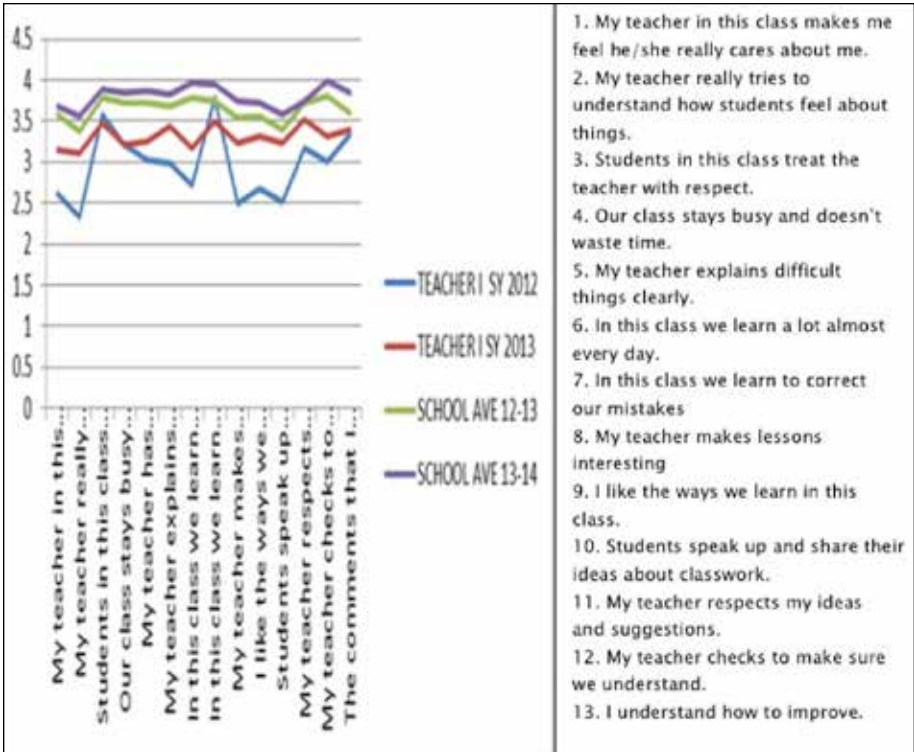 4.5
4
3.5
3
2.5
2
1.5
1
0.5
0
My teacher in this...
My teacher really...
Students in this class...
Our class stays busy...
My teacher has...
My teacher explains...
In this class we learn...
In this class we learn...
My teacher makes...
I like the ways we...
Students speak up...
My teacher respects...
My teacher checks to...
The comments that I...
TEACHER I SY 2012
TEACHER I SY 2013
SCHOOL AVE 12-13
SCHOOL AVE 13-14
1. My teacher in this class makes me
feel he/she really cares about me.
2. My teacher really tries to
understand how students feel about
things.
3. Students in this class treat the
teacher with respect.
4. Our class stays busy and doesn't
waste time.
5. My teacher explains difficult
things clearly.
6. In this class we learn a lot almost
every day.
7. In this class we learn to correct
our mistakes
8. My teacher makes lessons
interesting
9. I like the ways we learn in this
class.
10. Students speak up and share their
ideas about classwork.
11. My teacher respects my ideas
and suggestions.
12. My teacher checks to make sure
we understand.
13. I understand how to improve.